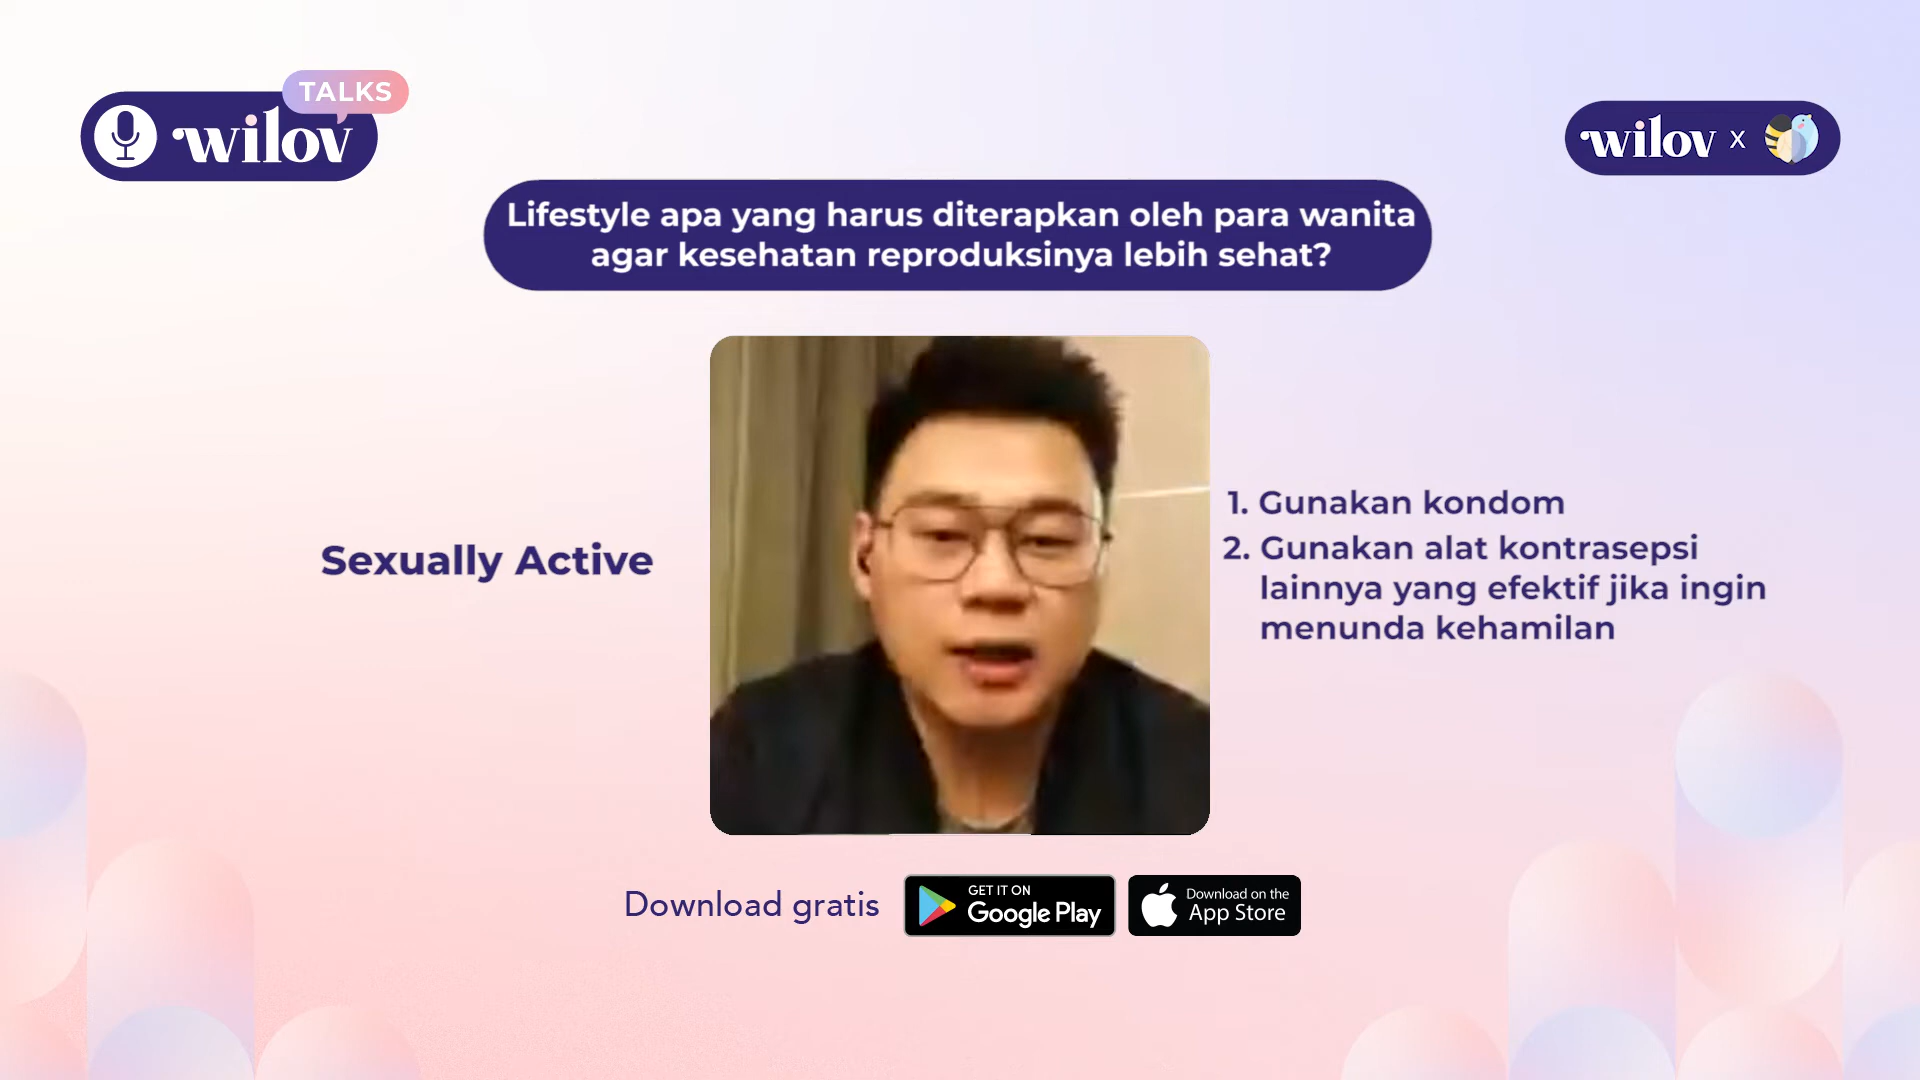 TALKS
wilov
wilov x
Lifestyle apa yang harus diterapkan oleh para wanita
agar kesehatan reproduksinya lebih sehat?
Sexually Active
1. Gunakan kondom
2. Gunakan alat kontrasepsi
lainnya yang efektif jika ingin
menunda kehamilan
Download gratis
GET IT ON
Google Play
Download on the
App Store